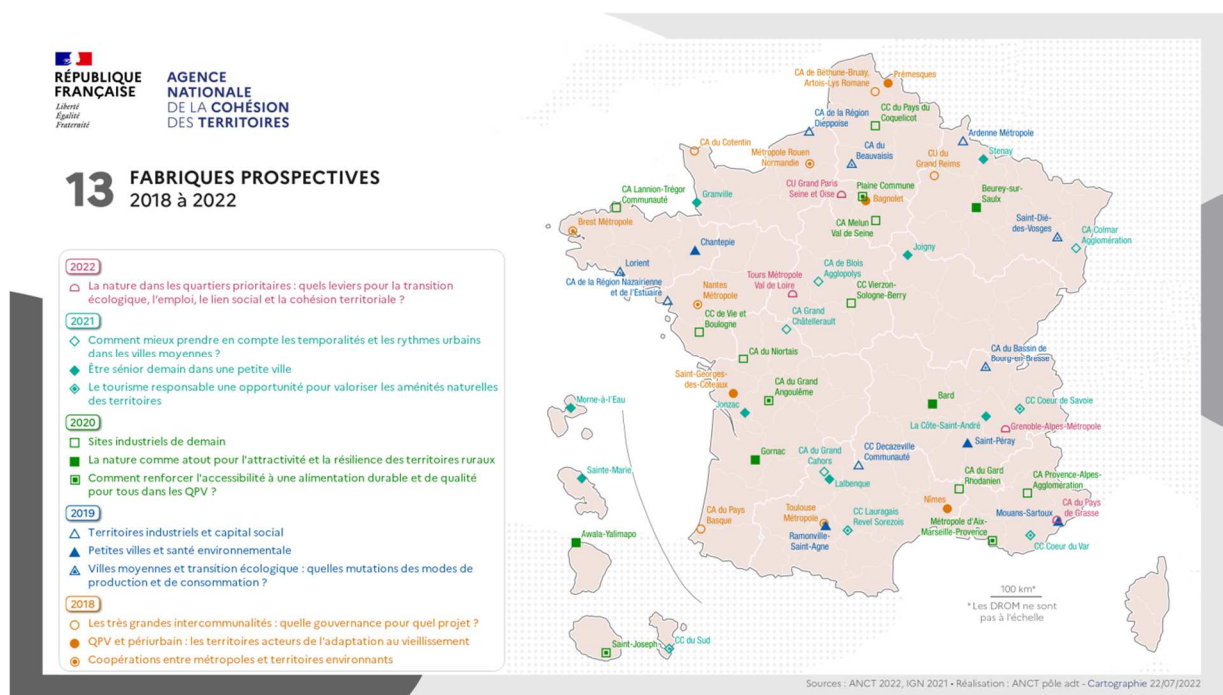 RÉPUBLIQUE
FRANÇAISE
Liberté
Égalité
Fraternité
AGENCE
NATIONALE
DE LA COHÉSION
DES TERRITOIRES
13 FABRIQUES PROSPECTIVES
2018 à 2022
2022
La nature dans les quartiers prioritaires : quels leviers pour la transition
écologique, l'emploi, le lien social et la cohésion territoriale ?
2021
Comment mieux prendre en compte les temporalités et les rythmes urbains
dans les villes moyennes ?
Être sénior demain dans une petite ville
Le tourisme responsable une opportunité pour valoriser les aménités naturelles
des territoires
2020
Sites industriels de demain
La nature comme atout pour l'attractivité et la résilience des territoires ruraux
Comment renforcer l'accessibilité à une alimentation durable et de qualité
pour tous dans les QPV ?
2019
Territoires industriels et capital social
Petites villes et santé environnementale
Villes moyennes et transition écologique : quelles mutations des modes de
production et de consommation ?
2018
Les très grandes intercommunalités : quelle gouvernance pour quel projet ?
QPV et périurbain : les territoires acteurs de l'adaptation au vieillissement
Coopérations entre métropoles et territoires environnants
CA de Béthune-Bruay,
Artois-Lys Romane
Prémesques
CA de la Région
Dieppoise
CC du Pays du
Coquelicot
Ardenne Métropole
CA du Cotentin
Métropole Rouen
Normandie
CA du
Beauvaisis
CU du
Grand Reims
Stenay
CA Lannion-Trégor
Communauté
Granville
CU Grand Paris
Seine et Oise
Plaine Commune
Bagnolet
Beurey-sur-
Saulx
Brest Métropole
CA Melun
Val de Seine
Saint-Dié-
des-Vosges
CA Colmar
Agglomération
Chantepie
Joigny
Lorient
CA de la Région Nazairienne
et de l'Estuaire
Nantes
Métropole
Tours Métropole
Val de Loire
CA de Blois
Agglopolys
CC Vierzon-
Sologne-Berry
CC de Vie et
Boulogne
CA Grand
Châtellerault
CA du Niortais
CA du Bassin de
Bourg-en-Bresse
Saint-Georges-
des-Côteaux
CA du Grand
Angoulême
Jonzac
Bard
CC Coeur de Savoie
La Côte-Saint-André
Grenoble-Alpes-Métropole
Morne-à-l'Eau
Gornac
CA du Grand
Cahors
CC Decazeville
Communauté
Saint-Péray
Sainte-Marie
Lalbenque
CA du Gard
Rhodanien
CA Provence-Alpes-
Agglomération
CA du Pays
Basque
Toulouse
Métropole
CC Lauragais
Revel Sorezois
Nîmes
Mouans-Sartoux
CA du Pays
de Grasse
Ramonville-
Saint-Agne
Métropole d'Aix-
Marseille-Provence
CC Coeur du Var
Awala-Yalimapo
Saint-Joseph
CC du Sud
100 km*
* Les DROM ne sont
pas à l'échelle
Sources : ANCT 2022, IGN 2021 • Réalisation : ANCT pôle adt - Cartographie 22/07/2022